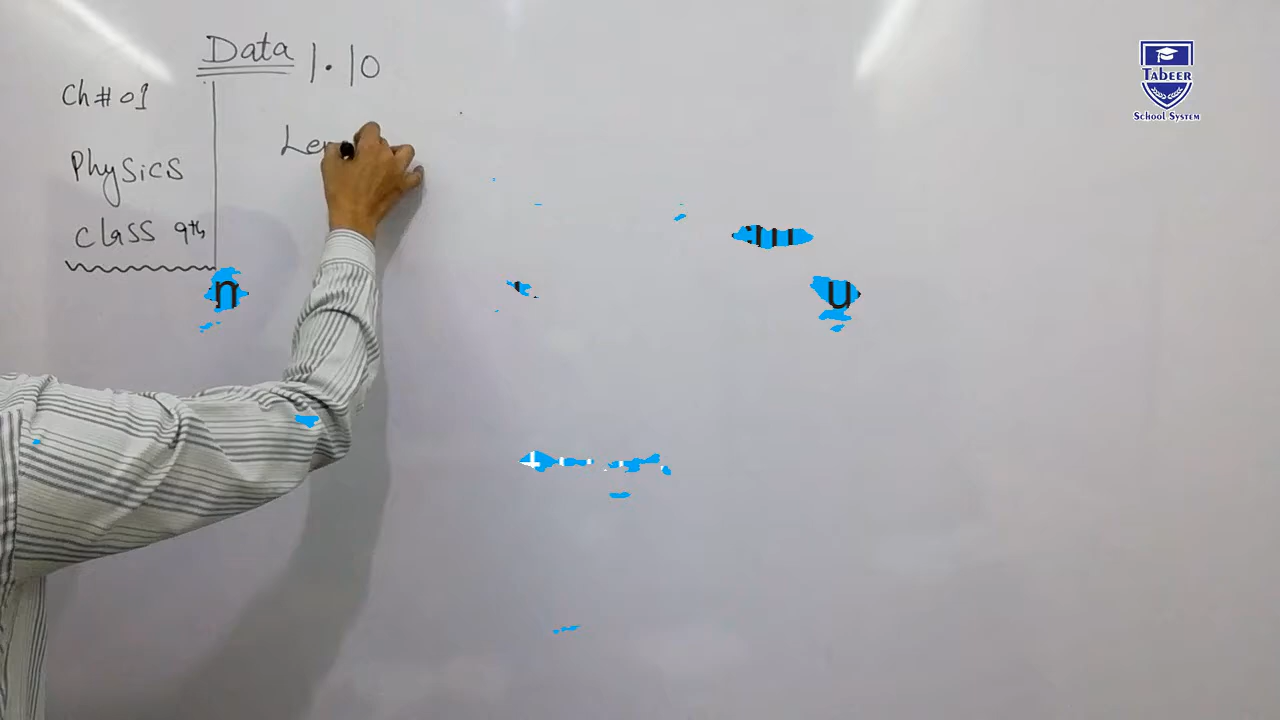 Data 1.10
Ch # 01
Physics
Class 9th
Le
TABEER
School System
n
U